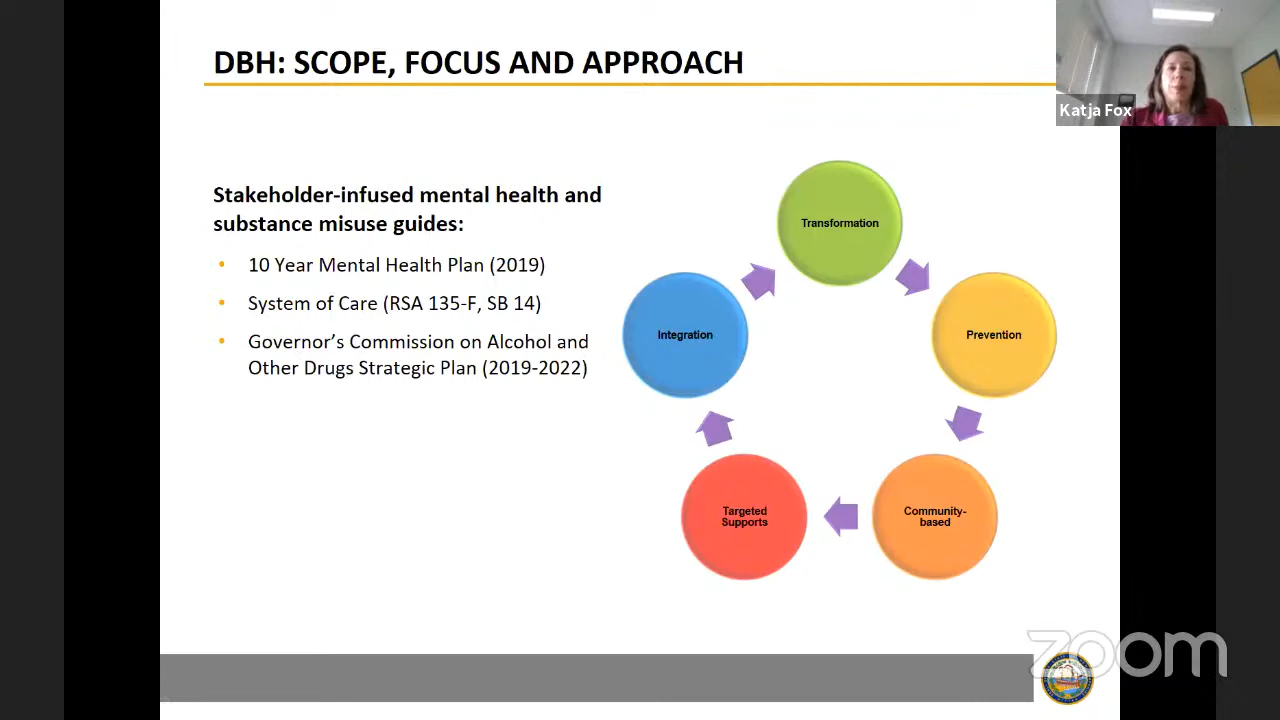 DBH: SCOPE, FOCUS AND APPROACH
Katja Fox
Stakeholder-infused mental health and
substance misuse guides:
• 10 Year Mental Health Plan (2019)
• System of Care (RSA 135-F, SB 14)
• Governor's Commission on Alcohol and
Other Drugs Strategic Plan (2019-2022)
Transformation
Prevention
Community-
based
Targeted
Supports
Integration
zoom